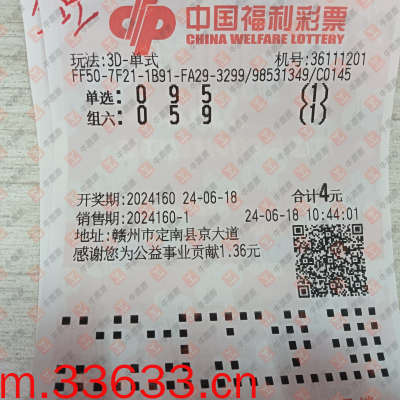 中国福利彩票
CHINA WELFARE LOTTERY
玩法:3D-单式 机号:36111201
FF50-7F21-1B91-FA29-3299/98531349/C0145
单选: 0 9 5 (1)
组六: 0 5 9 (1)
开奖期:2024160 24-06-18 合计4元
销售期:2024160-1 24-06-18 10:44:01
地址:赣州市定南县京大道
感谢您为公益事业贡献1.36元
m.33633.com